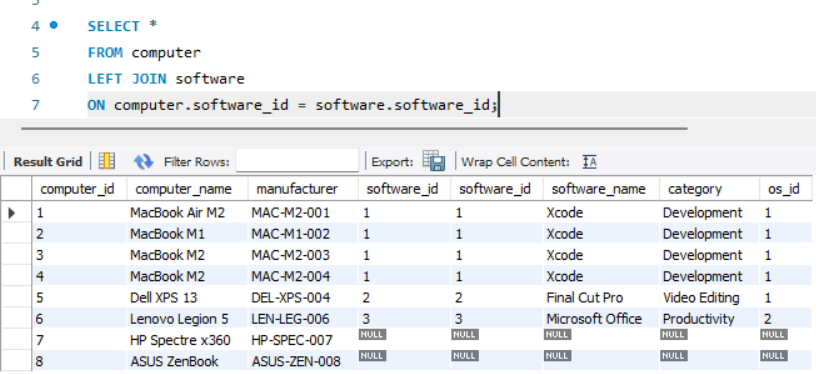 3
4 SELECT *
5 FROM computer
6 LEFT JOIN software
7 ON computer.software_id = software.software_id;
Result Grid Filter Rows: Export: Wrap Cell Content: IA
computer_id computer_name manufacturer software_id software_id software_name category os_id
1 MacBook Air M2 MAC-M2-001 1 1 Xcode Development 1
2 MacBook M1 MAC-M1-002 1 1 Xcode Development 1
3 MacBook M2 MAC-M2-003 1 1 Xcode Development 1
4 MacBook M2 MAC-M2-004 1 1 Xcode Development 1
5 Dell XPS 13 DEL-XPS-004 2 2 Final Cut Pro Video Editing 1
6 Lenovo Legion 5 LEN-LEG-006 3 3 Microsoft Office Productivity 2
7 HP Spectre x360 HP-SPEC-007 NULL NULL NULL NULL NULL
8 ASUS ZenBook ASUS-ZEN-008 NULL NULL NULL NULL NULL